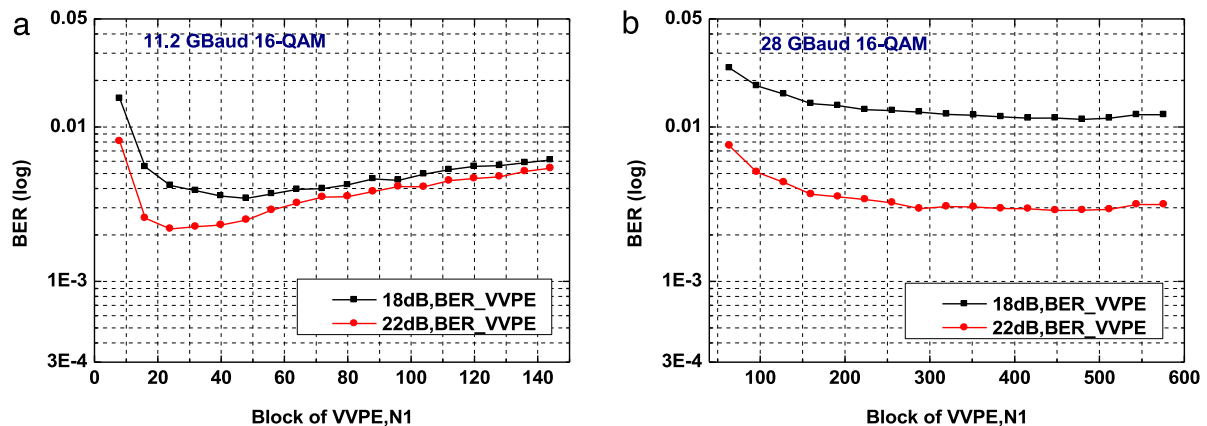 a
11.2 GBaud 16-QAM
0.05
0.01
1E-3
3E-4
BER (log)
18dB,BER_VVPE
22dB,BER_VVPE
0 20 40 60 80 100 120 140
Block of VVPE,N1
b
28 GBaud 16-QAM
0.05
0.01
1E-3
3E-4
BER (log)
18dB,BER_VVPE
22dB,BER_VVPE
100 200 300 400 500 600
Block of VVPE,N1